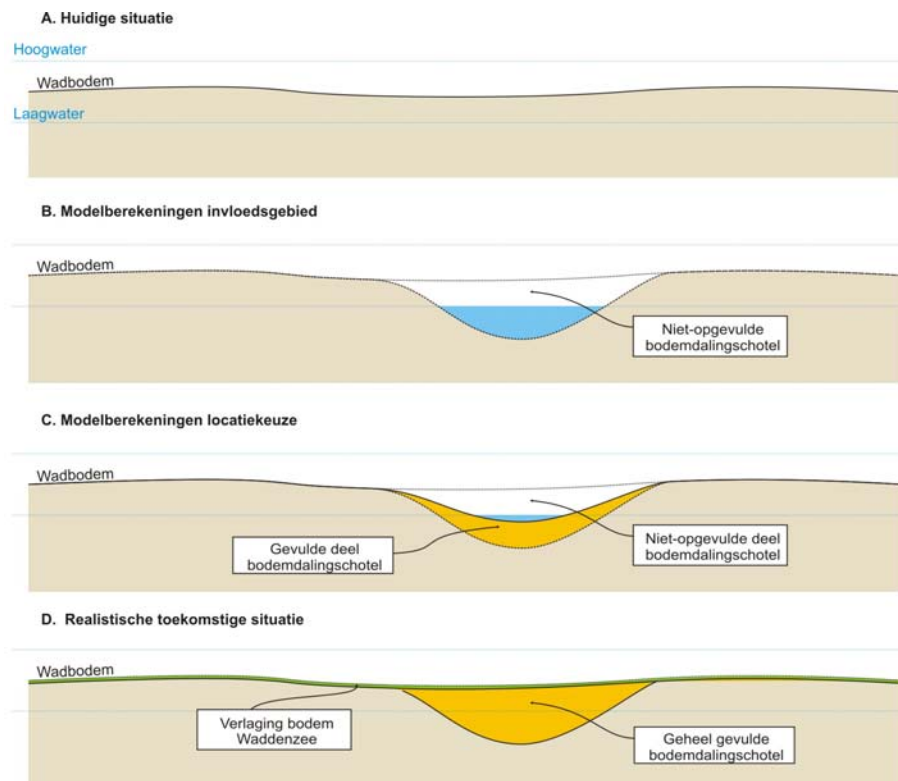 A. Huidige situatie
Hoogwater
Wadbodem
Laagwater
B. Modelberekeningen invloedsgebied
Wadbodem
Niet-opgevulde
bodemdalingschotel
C. Modelberekeningen locatiekeuze
Wadbodem
Gevulde deel
bodemdalingschotel
Niet-opgevulde deel
bodemdalingschotel
D. Realistische toekomstige situatie
Wadbodem
Verlaging bodem
Waddenzee
Geheel gevulde
bodemdalingschotel